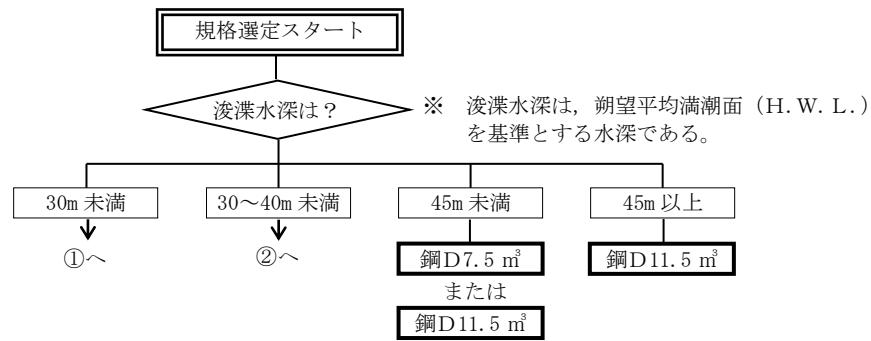 規格選定スタート
浚渫水深は？
※ 浚渫水深は，朔望平均満潮面（H.W.L.）
を基準とする水深である。
30m 未満
30～40m 未満
45m 未満
45m 以上
①へ
②へ
鋼D7.5 ㎥
鋼D11.5 ㎥
または
鋼D11.5 ㎥